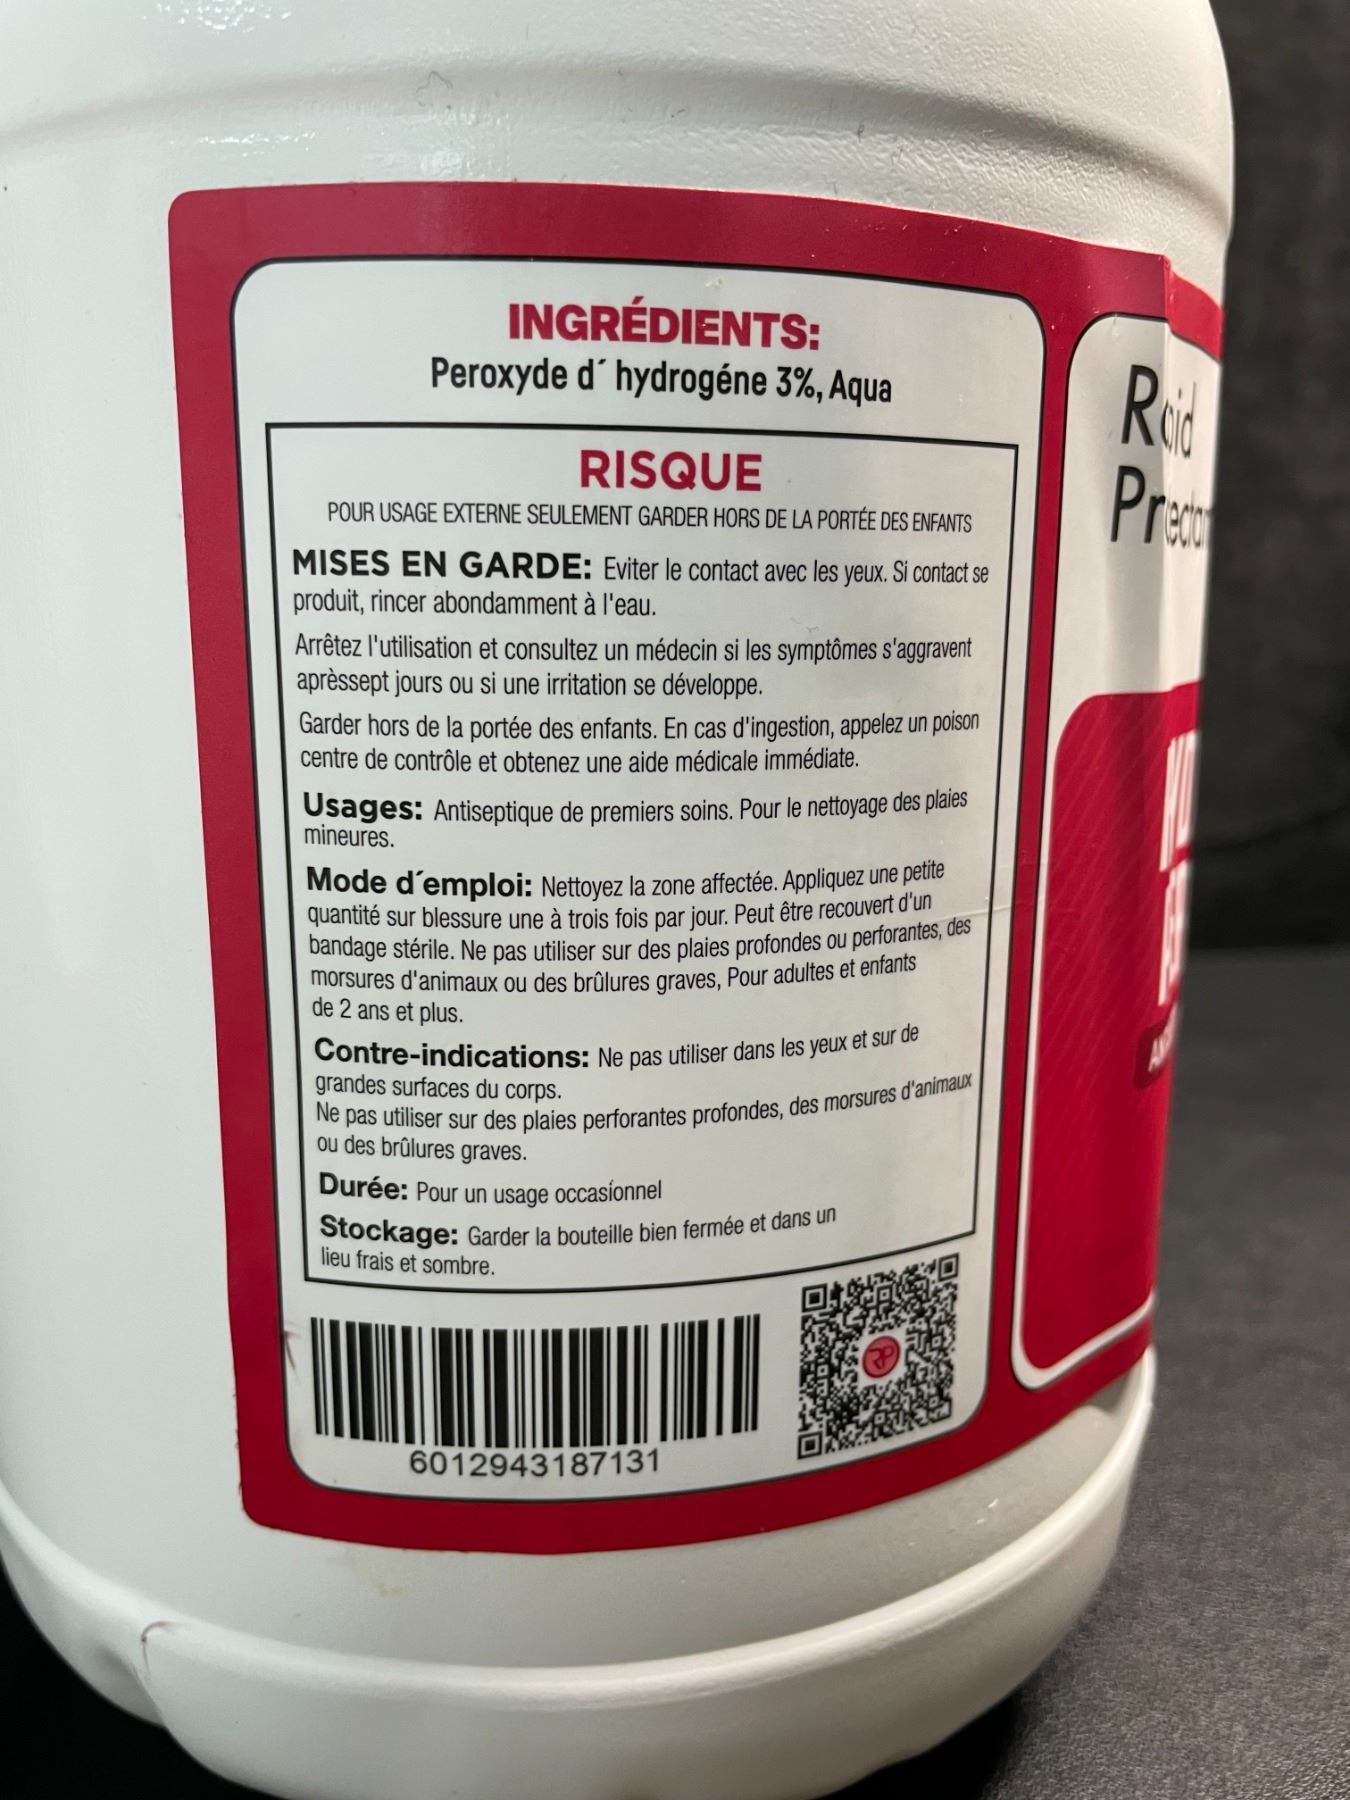 INGRÉDIENTS:
Peroxyde d´ hydrogéne 3%, Aqua
RISQUE
POUR USAGE EXTERNE SEULEMENT GARDER HORS DE LA PORTÉE DES ENFANTS
MISES EN GARDE: Eviter le contact avec les yeux. Si contact se
produit, rincer abondamment à l'eau.
Arrêtez l'utilisation et consultez un médecin si les symptômes s'aggravent
aprèssept jours ou si une irritation se développe.
Garder hors de la portée des enfants. En cas d'ingestion, appelez un poison
centre de contrôle et obtenez une aide médicale immédiate.
Usages: Antiseptique de premiers soins. Pour le nettoyage des plaies
mineures.
Mode d´emploi: Nettoyez la zone affectée. Appliquez une petite
quantité sur blessure une à trois fois par jour. Peut être recouvert d'un
bandage stérile. Ne pas utiliser sur des plaies profondes ou perforantes, des
morsures d'animaux ou des brûlures graves, Pour adultes et enfants
de 2 ans et plus.
Contre-indications: Ne pas utiliser dans les yeux et sur de
grandes surfaces du corps.
Ne pas utiliser sur des plaies perforantes profondes, des morsures d'animaux
ou des brûlures graves.
Durée: Pour un usage occasíonnel
Stockage: Garder la bouteille bien fermée et dans un
lieu frais et sombre.
6012943187131
RP